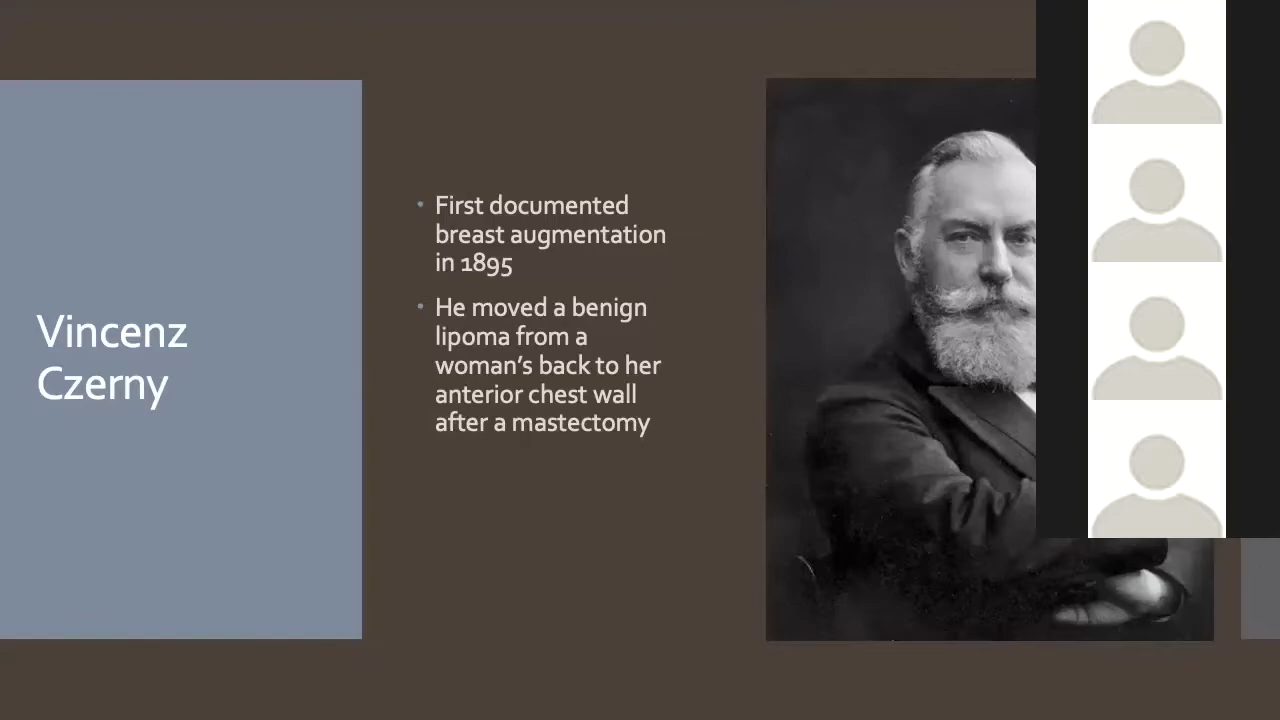 Vincenz
Czerny
• First documented
breast augmentation
in 1895
• He moved a benign
lipoma from a
woman's back to her
anterior chest wall
after a mastectomy